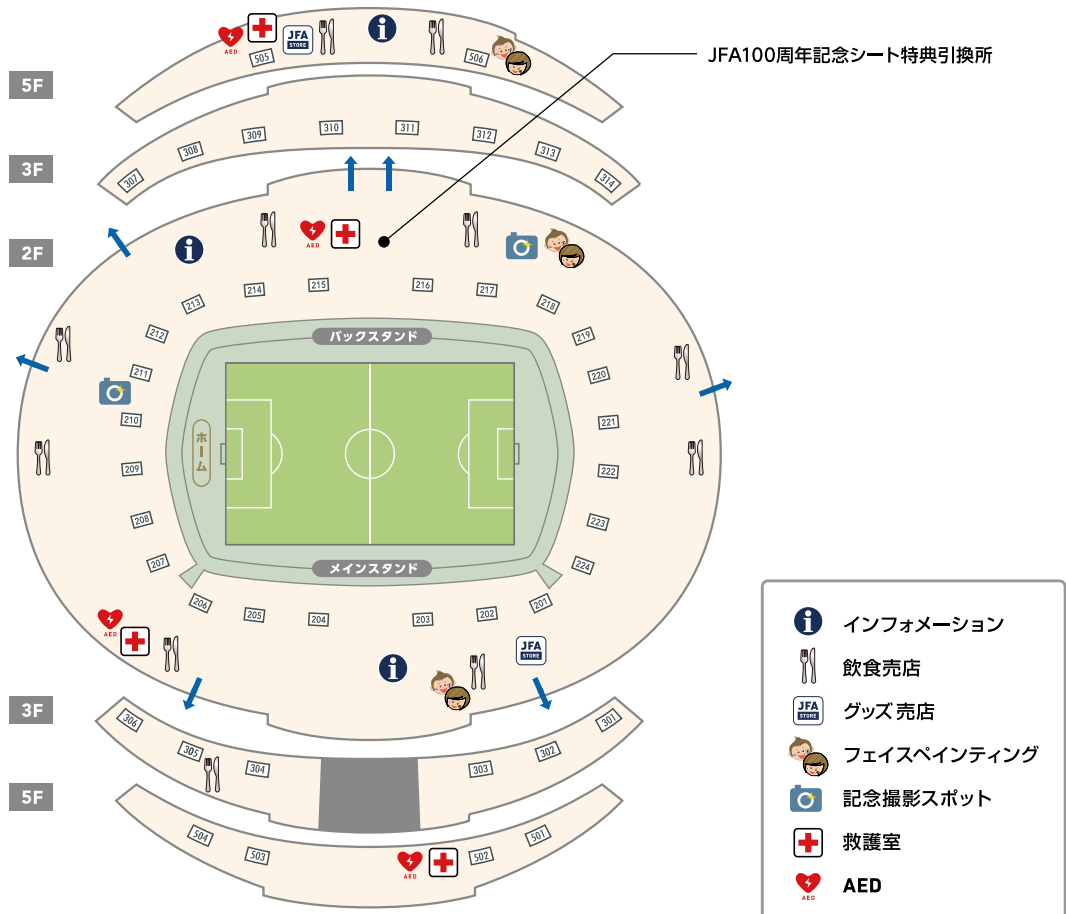 JFA
STORE
AED
505
506
JFA100周年記念シート特典引換所
5F
309
310
311
312
308
313
3F
307
314
2F
AED
213
214
215
216
217
218
212
バックスタンド
219
211
220
210
221
ホーム
209
222
208
223
207
メインスタンド
224
206
205
204
203
202
201
AED
JFA
STORE
3F
306
305
304
303
302
301
5F
504
503
AED
502
501
インフォメーション
飲食売店
JFA
STORE
グッズ売店
フェイスペインティング
記念撮影スポット
救護室
AED
AED